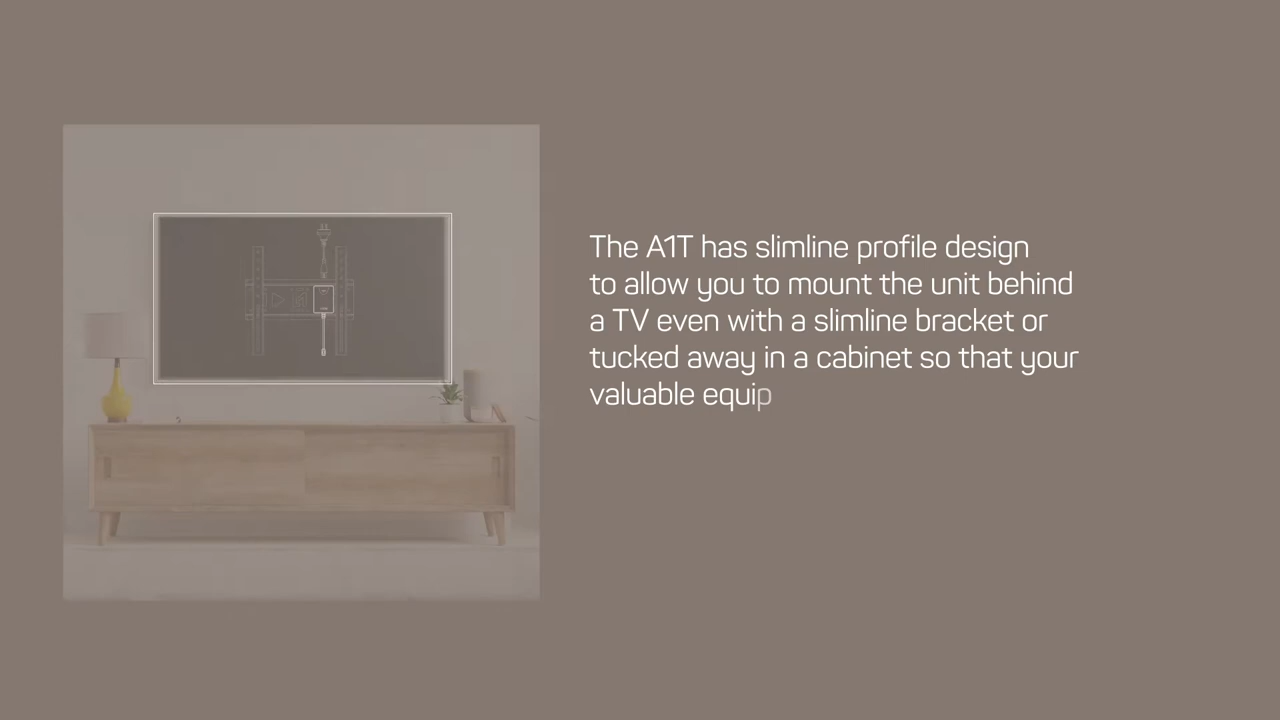 The A1T has slimline profile design
to allow you to mount the unit behind
a TV even with a slimline bracket or
tucked away in a cabinet so that your
valuable equip